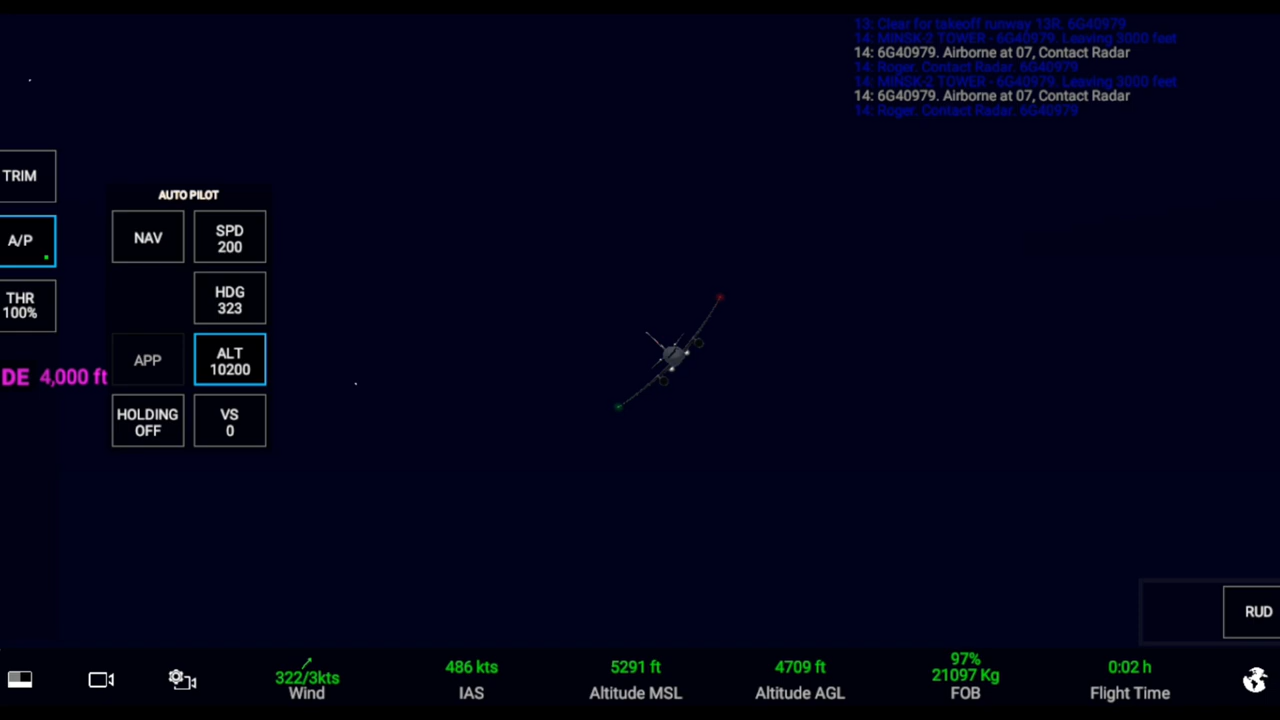 13: Clear for takeoff runway 13R. 6G40979
14: MINSK-2 TOWER - 6G40979. Leaving 3000 feet
14: 6G40979. Airborne at 07, Contact Radar
14: Roger. Contact Radar. 6G40979
14: MINSK-2 TOWER - 6G40979. Leaving 3000 feet
14: 6G40979. Airborne at 07, Contact Radar
14: Roger. Contact Radar. 6G40979
TRIM
A/P
THR
100%
DE 4,000 ft
AUTO PILOT
NAV
SPD
200
HDG
323
APP
ALT
10200
HOLDING
OFF
VS
0
RUD
322/3kts
Wind
486 kts
IAS
5291 ft
Altitude MSL
4709 ft
Altitude AGL
97%
21097 Kg
FOB
0:02 h
Flight Time